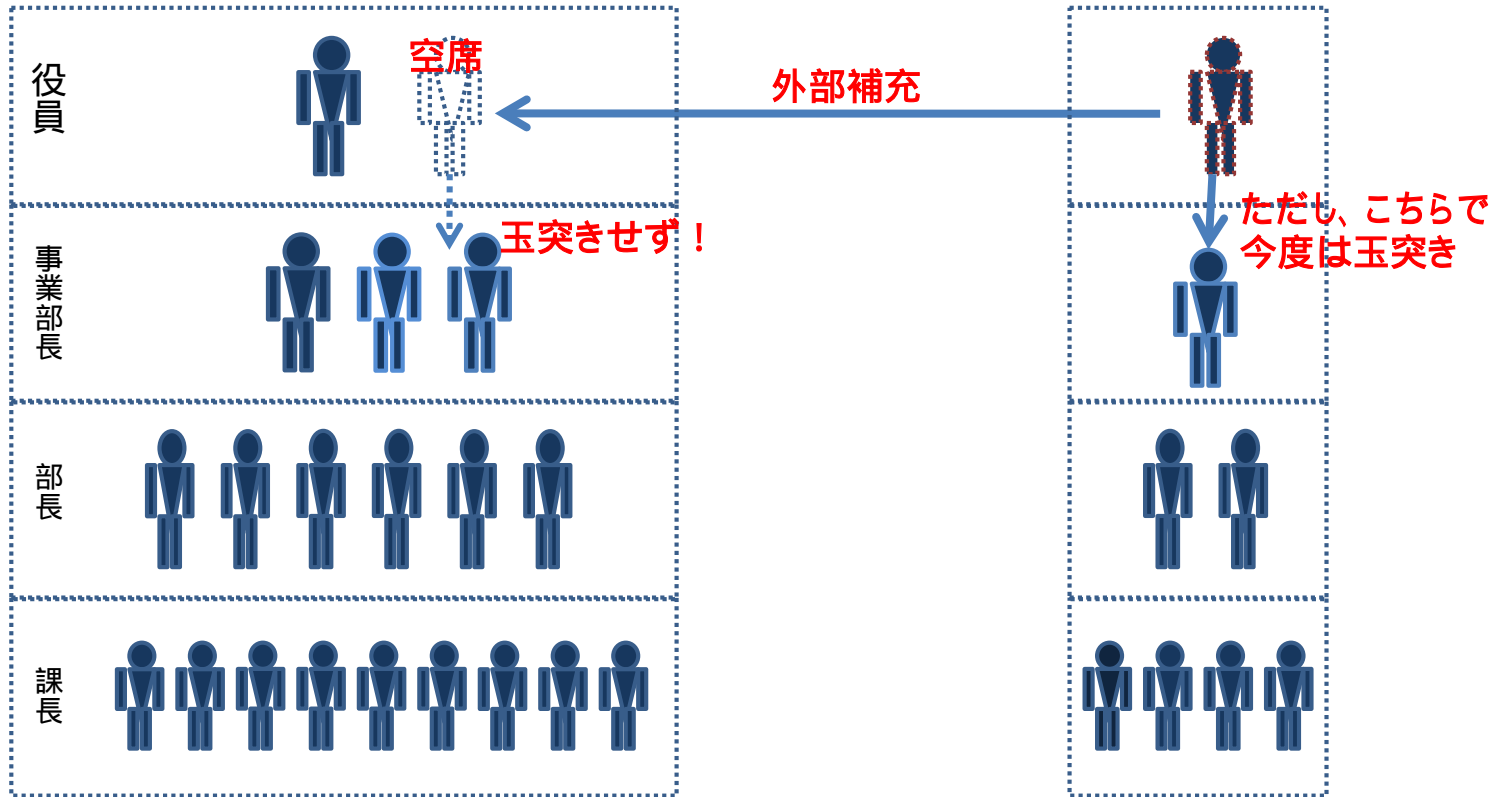 役員
空席
外部補充
玉突きせず！
ただし、こちらで
今度は玉突き
事業部長
部長
課長